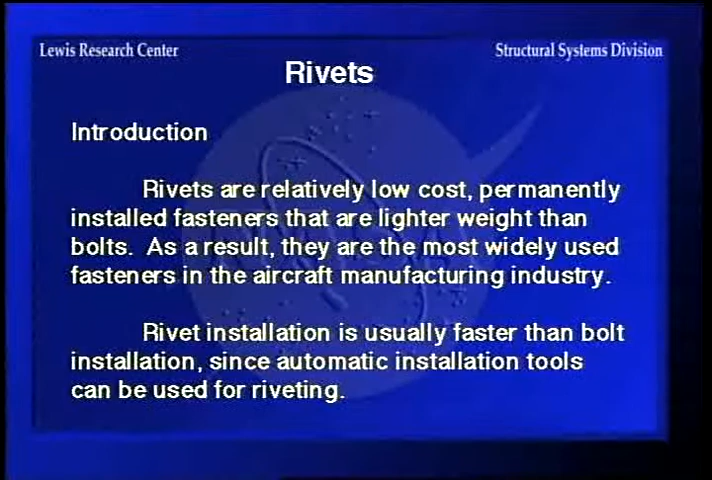 Lewis Research Center
Structural Systems Division
Rivets
Introduction
Rivets are relatively low cost, permanently
installed fasteners that are lighter weight than
bolts.  As a result, they are the most widely used
fasteners in the aircraft manufacturing industry.
Rivet installation is usually faster than bolt
installation, since automatic installation tools
can be used for riveting.